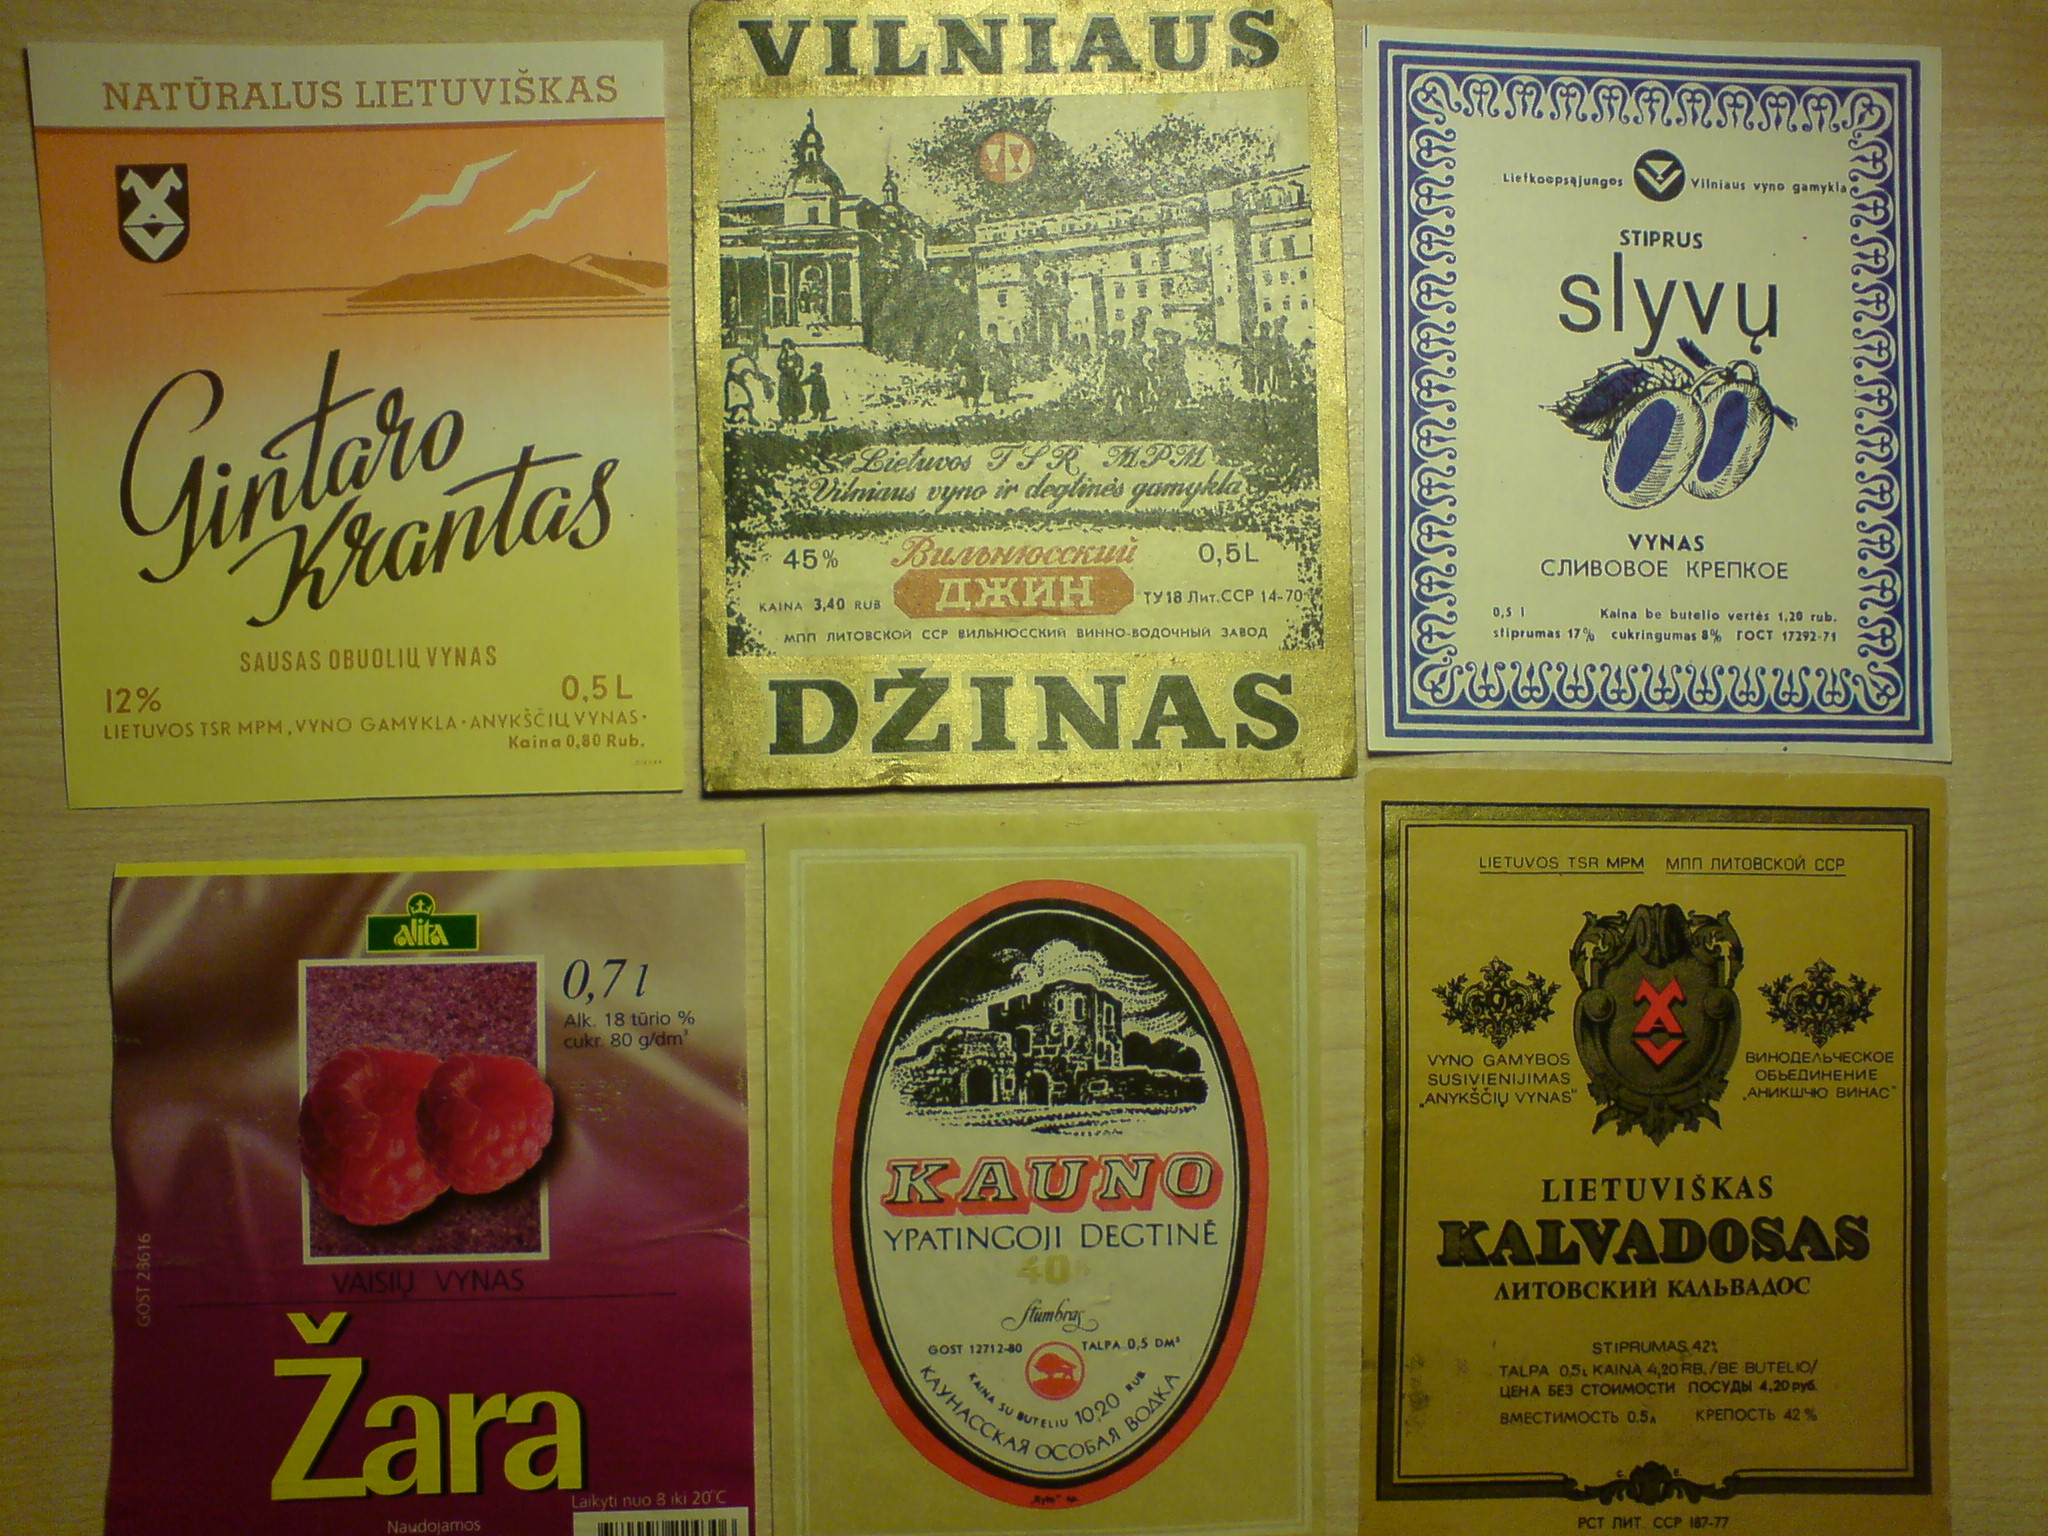 NATŪRALUS LIETUVIŠKAS
Gintaro
Krantas
SAUSAS OBUOLIŲ VYNAS
12%
0,5 L
LIETUVOS TSR MPM, VYNO GAMYKLA · ANYKŠČIŲ VYNAS ·
Kaina 0,80 Rub.
VILNIAUS
Lietuvos TSR MPM
Vilniaus vyno ir degtinės gamykla
45%
Вильнюсский
0,5L
KAINA 3,40 RUB
ДЖИН
ТУ18 Лит.ССР 14-70
МПП ЛИТОВСКОЙ ССР ВИЛЬНЮССКИЙ ВИННО-ВОДОЧНЫЙ ЗАВОД
DŽINAS
Lietkoopsąjungos
Vilniaus vyno gamykla
STIPRUS
slyvų
VYNAS
СЛИВОВОЕ КРЕПКОЕ
0,5 l
Kaina be butelio vertės 1,20 rub.
stiprumas 17%
cukringumas 8%
ГОСТ 17292-71
alita
0,7 l
Alk. 18 tūrio %
cukr. 80 g/dm³
GOST 28616
VAISIŲ VYNAS
Žara
Laikyti nuo 8 iki 20°C
Naudojamos
KAUNO
YPATINGOJI DEGTINĖ
40%
Stumbras
GOST 12712-80
TALPA 0,5 DM³
KAINA SU BUTELIU 10,20 RUB
КАУНАССКАЯ ОСОБАЯ ВОДКА
LIETUVOS TSR MPM
МПП ЛИТОВСКОЙ ССР
VYNO GAMYBOS
SUSIVIENIJIMAS
„ANYKŠČIŲ VYNAS"
ВИНОДЕЛЬЧЕСКОЕ
ОБЪЕДИНЕНИЕ
„АНИКШЧЮ ВИНАС"
LIETUVIŠKAS
KALVADOSAS
ЛИТОВСКИЙ КАЛЬВАДОС
STIPRUMAS 42%
TALPA 0,5L KAINA 4,20 RB. /BE BUTELIO/
ЦЕНА БЕЗ СТОИМОСТИ ПОСУДЫ 4,20 руб.
ВМЕСТИМОСТЬ 0,5л
КРЕПОСТЬ 42%
РСТ ЛИТ. ССР 187-77